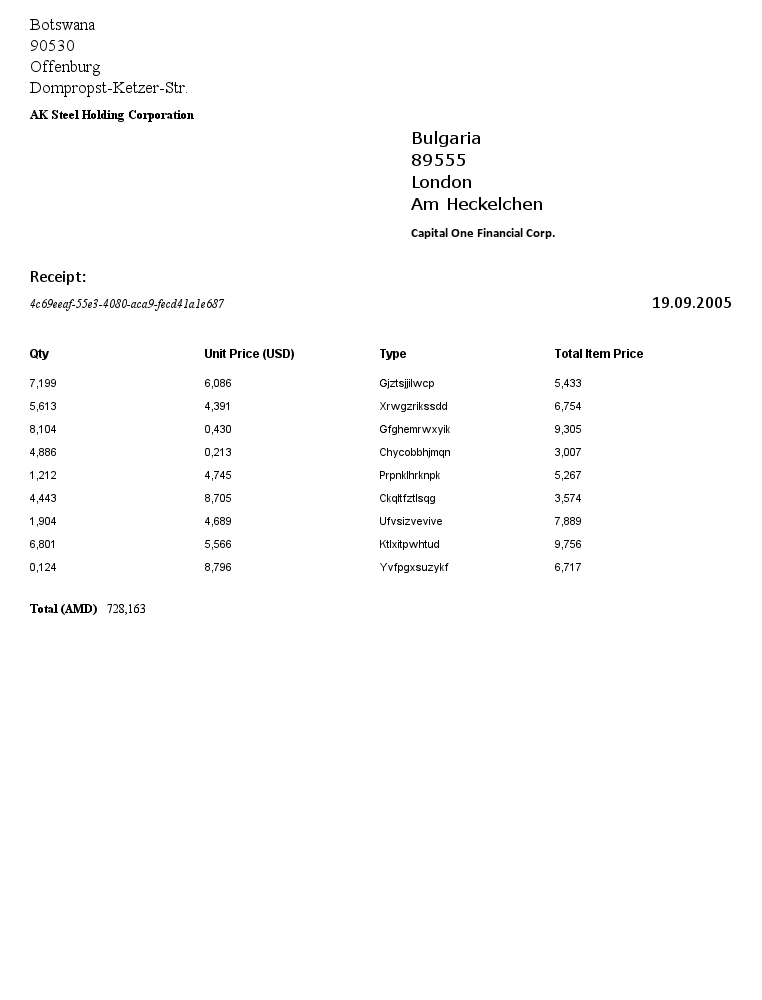 Botswana
90530
Offenburg
Dompropst-Ketzer-Str.
AK Steel Holding Corporation
Bulgaria
89555
London
Am Heckelchen
Capital One Financial Corp.
Receipt:
4c69eeaf-55e3-4080-aca9-fecd41a1e687 19.09.2005
Qty Unit Price (USD) Type Total Item Price
7,199 6,086 Gjztsjjilwcp 5,433
5,613 4,391 Xrwgzrikssdd 6,754
8,104 0,430 Gfghemrwxyik 9,305
4,886 0,213 Chycobbhjmqn 3,007
1,212 4,745 Prpnklhrknpk 5,267
4,443 8,705 Ckqltfztlsqg 3,574
1,904 4,689 Ufvsizvevive 7,889
6,801 5,566 Ktlxitpwhtud 9,756
0,124 8,796 Yvfpgxsuzykf 6,717
Total (AMD) 728,163